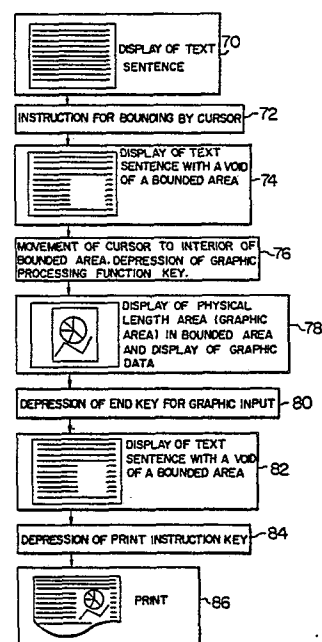 DISPLAY OF TEXT
SENTENCE
70
INSTRUCTION FOR BOUNDING BY CURSOR
72
DISPLAY OF TEXT
SENTENCE WITH A VOID
OF A BOUNDED AREA
74
MOVEMENT OF CURSOR TO INTERIOR OF
BOUNDED AREA. DEPRESSION OF GRAPHIC
PROCESSING FUNCTION KEY.
76
DISPLAY OF PHYSICAL
LENGTH AREA (GRAPHIC
AREA) IN BOUNDED AREA
AND DISPLAY OF GRAPHIC
DATA
78
DEPRESSION OF END KEY FOR GRAPHIC INPUT
80
DISPLAY OF TEXT
SENTENCE WITH A VOID
OF A BOUNDED AREA
82
DEPRESSION OF PRINT INSTRUCTION KEY
84
PRINT
86